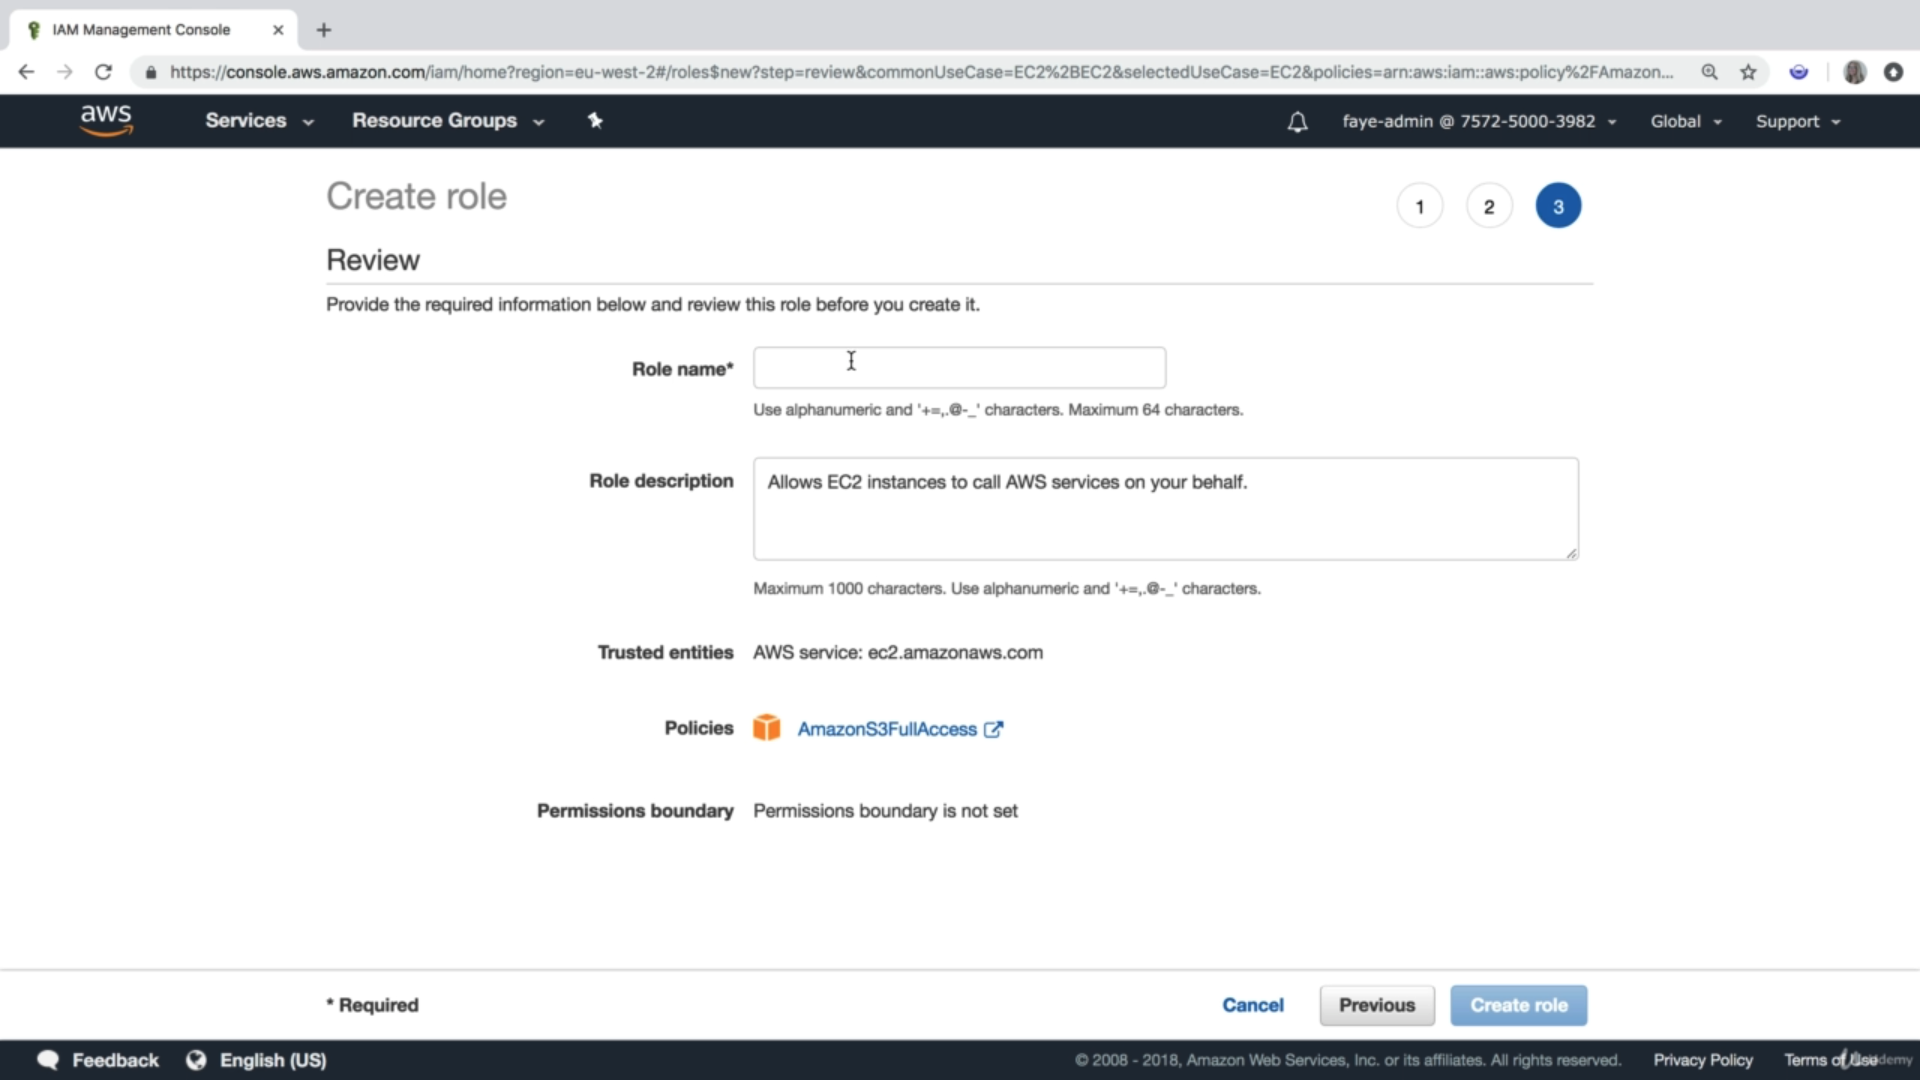 IAM Management Console
https://console.aws.amazon.com/iam/home?region=eu-west-2#/roles$new?step=review&commonUseCase=EC2%2BEC2&selectedUseCase=EC2&policies=arn:aws:iam::aws:policy%2FAmazon...
aws Services Resource Groups faye-admin @ 7572-5000-3982 Global Support
Create role 1 2 3
Review
Provide the required information below and review this role before you create it.
Role name*
Use alphanumeric and '+=,.@-_' characters. Maximum 64 characters.
Role description Allows EC2 instances to call AWS services on your behalf.
Maximum 1000 characters. Use alphanumeric and '+=,.@-_' characters.
Trusted entities AWS service: ec2.amazonaws.com
Policies AmazonS3FullAccess
Permissions boundary Permissions boundary is not set
* Required Cancel Previous Create role
Feedback English (US) © 2008 - 2018, Amazon Web Services, Inc. or its affiliates. All rights reserved. Privacy Policy Terms of Use